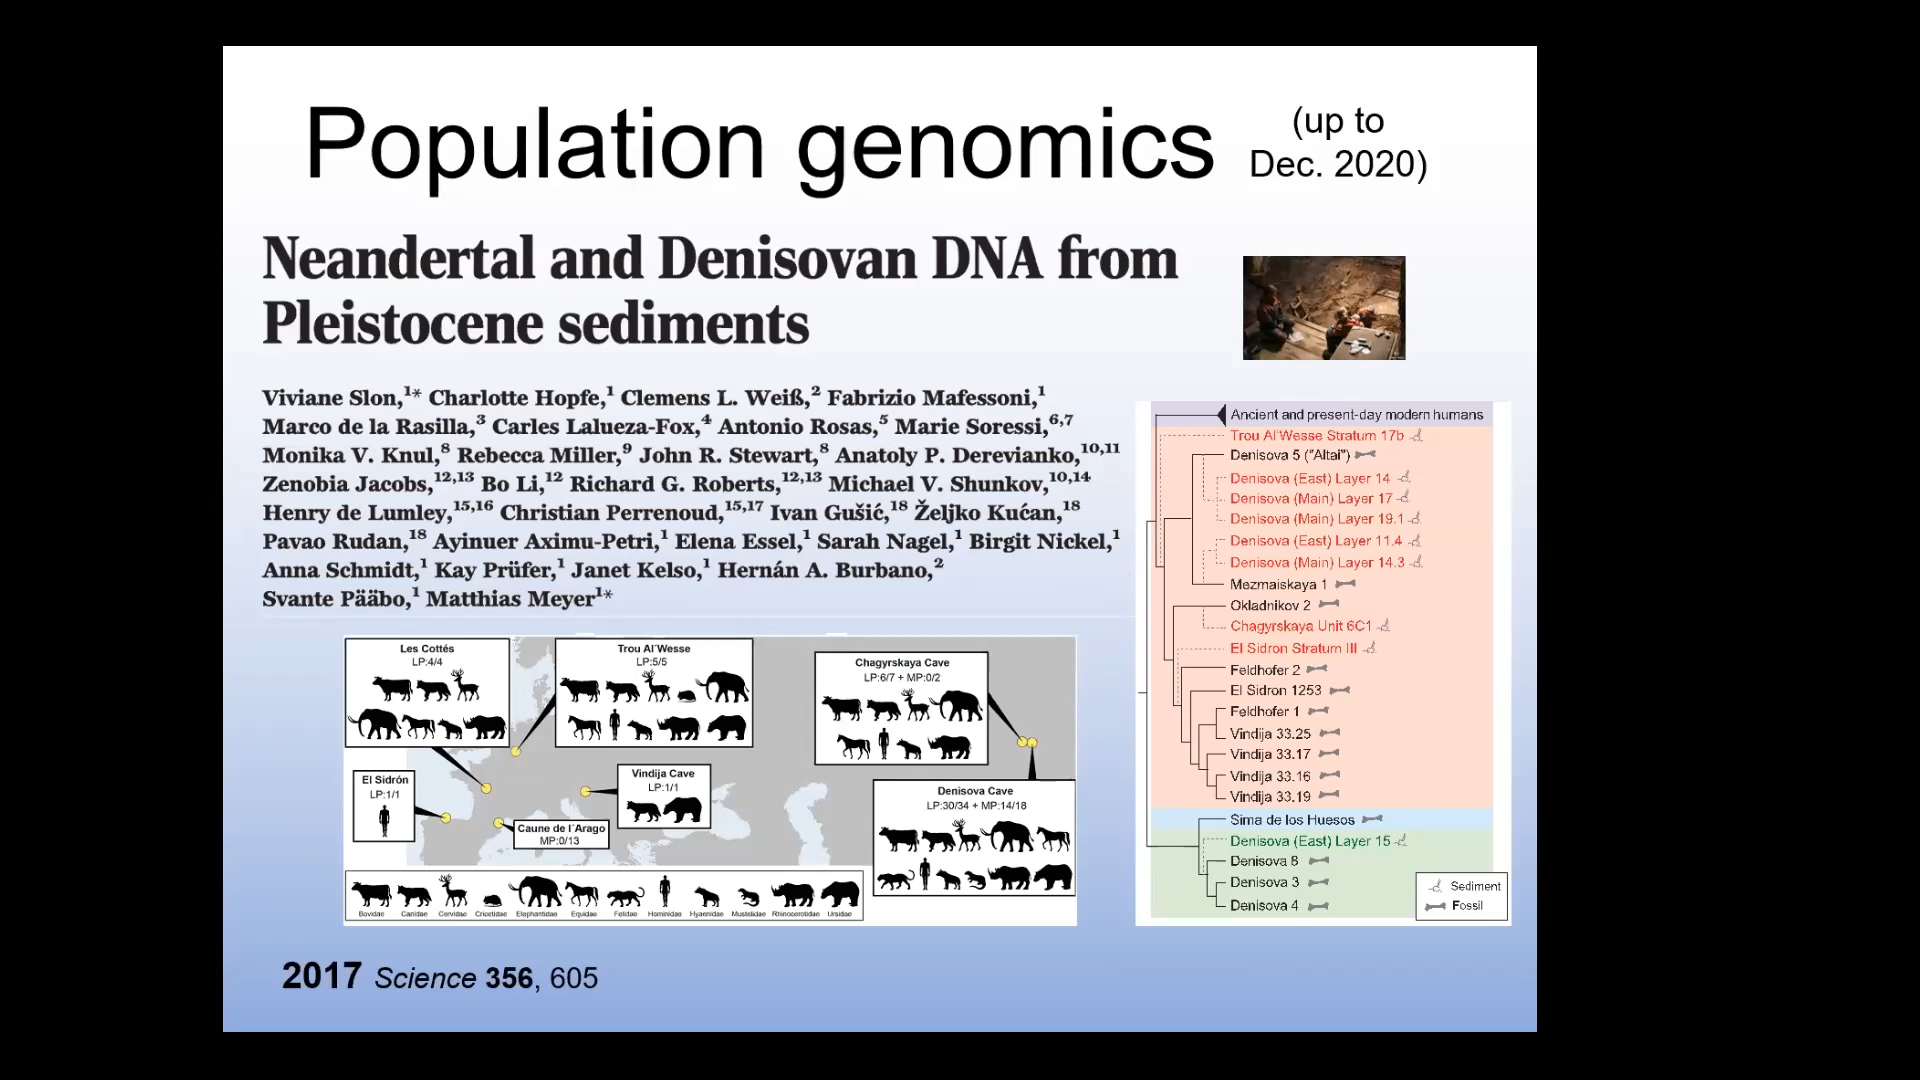 Population genomics
(up to
Dec. 2020)
Neandertal and Denisovan DNA from
Pleistocene sediments
Viviane Slon,1* Charlotte Hopfe,1 Clemens L. Weiß,2 Fabrizio Mafessoni,1
Marco de la Rasilla,3 Carles Lalueza-Fox,4 Antonio Rosas,5 Marie Soressi,6,7
Monika V. Knul,8 Rebecca Miller,9 John R. Stewart,8 Anatoly P. Derevianko,10,11
Zenobia Jacobs,12,13 Bo Li,12 Richard G. Roberts,12,13 Michael V. Shunkov,10,14
Henry de Lumley,15,16 Christian Perrenoud,15,17 Ivan Gušić,18 Željko Kućan,18
Pavao Rudan,18 Ayinuer Aximu-Petri,1 Elena Essel,1 Sarah Nagel,1 Birgit Nickel,1
Anna Schmidt,1 Kay Prüfer,1 Janet Kelso,1 Hernán A. Burbano,2
Svante Pääbo,1 Matthias Meyer1*
Les Cottés
LP:4/4
Trou Al'Wesse
LP:5/5
Chagyrskaya Cave
LP:6/7 + MP:0/2
El Sidrón
LP:1/1
Vindija Cave
LP:1/1
Caune de l'Arago
MP:0/13
Denisova Cave
LP:30/34 + MP:14/18
Bovidae Canidae Cervidae Cricetidae Elephantidae Equidae Felidae Hominidae Hyaenidae Mustelidae Rhinocerotidae Ursidae
Ancient and present-day modern humans
Trou Al'Wesse Stratum 17b
Denisova 5 ("Altai")
Denisova (East) Layer 14
Denisova (Main) Layer 17
Denisova (Main) Layer 19.1
Denisova (East) Layer 11.4
Denisova (Main) Layer 14.3
Mezmaiskaya 1
Okladnikov 2
Chagyrskaya Unit 6C1
El Sidron Stratum III
Feldhofer 2
El Sidron 1253
Feldhofer 1
Vindija 33.25
Vindija 33.17
Vindija 33.16
Vindija 33.19
Sima de los Huesos
Denisova (East) Layer 15
Denisova 8
Denisova 3
Denisova 4
Sediment
Fossil
2017 Science 356, 605